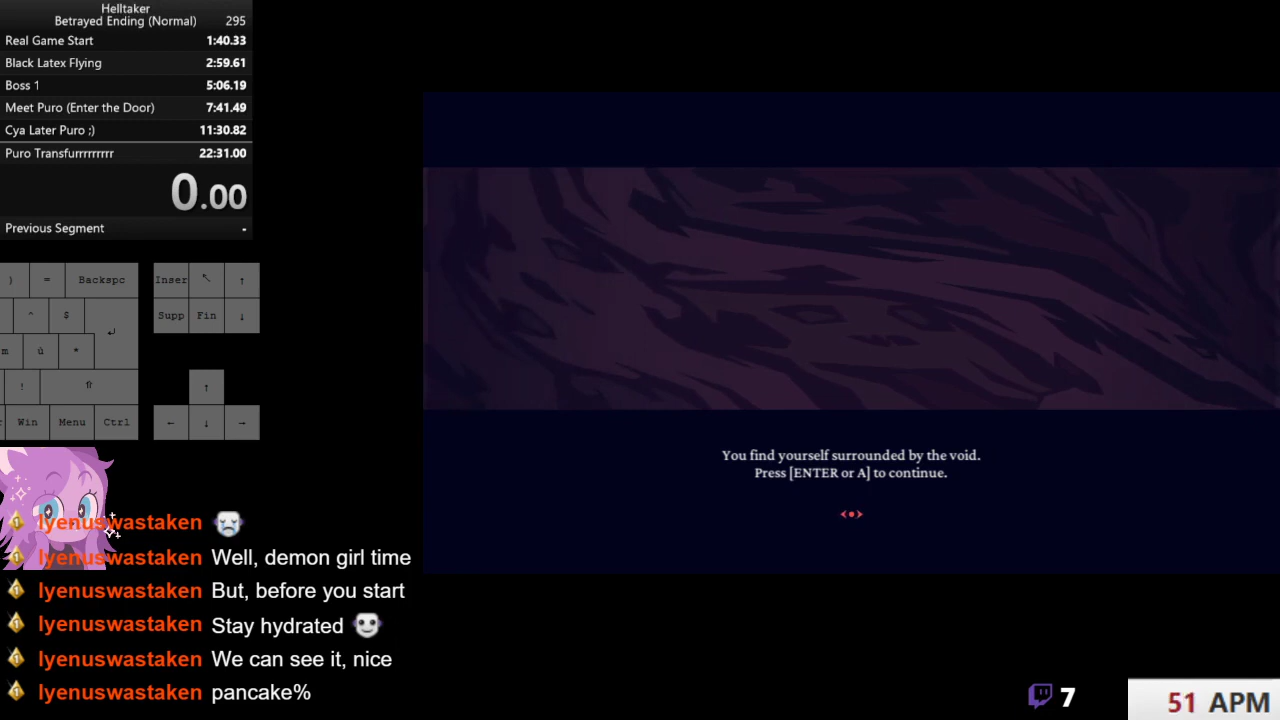 Helltaker
Betrayed Ending (Normal) 295
Real Game Start 1:40.33
Black Latex Flying 2:59.61
Boss 1 5:06.19
Meet Puro (Enter the Door) 7:41.49
Cya Later Puro ;) 11:30.82
Puro Transfurrrrrrrrr 22:31.00
0.00
Previous Segment -
) = Backspc Inser ↖ ↑
^ $ ↵ Supp Fin ↓
m ù *
! ⇧ ↑
Win Menu Ctrl ← ↓ →
You find yourself surrounded by the void.
Press [ENTER or A] to continue.
lyenuswastaken
lyenuswastaken Well, demon girl time
lyenuswastaken But, before you start
lyenuswastaken Stay hydrated
lyenuswastaken We can see it, nice
lyenuswastaken pancake%
7
51 APM